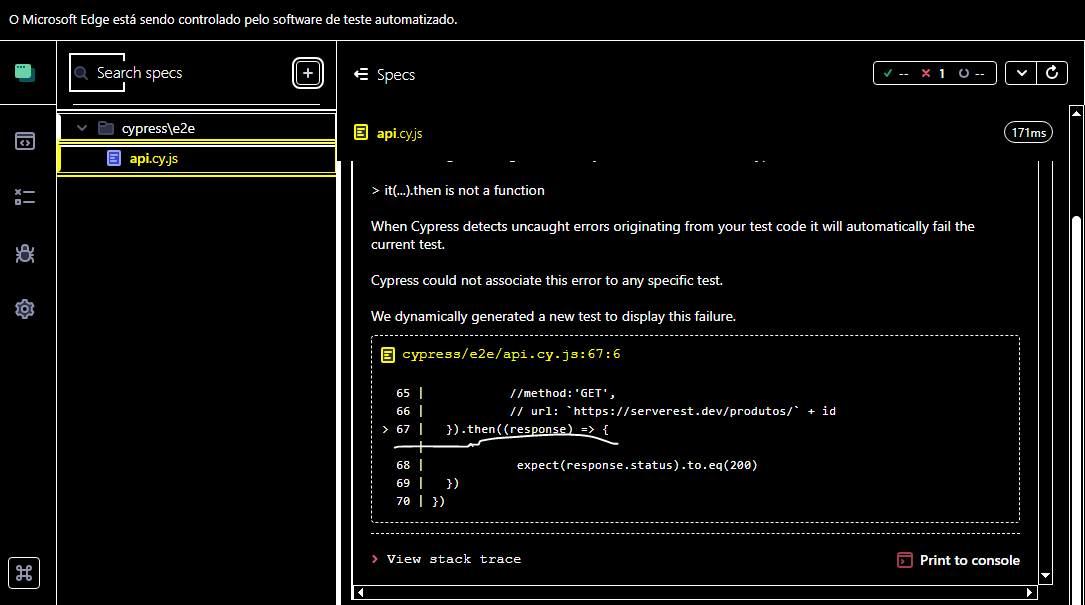 O Microsoft Edge está sendo controlado pelo software de teste automatizado.
Search specs
+
Specs
-- 1 --
cypress\e2e
api.cy.js
api.cy.js
171ms
> it(...).then is not a function
When Cypress detects uncaught errors originating from your test code it will automatically fail the
current test.
Cypress could not associate this error to any specific test.
We dynamically generated a new test to display this failure.
cypress/e2e/api.cy.js:67:6
65 | //method:'GET',
66 | // url: `https://serverest.dev/produtos/` + id
> 67 | }).then((response) => {
|
68 | expect(response.status).to.eq(200)
69 | })
70 | })
> View stack trace
Print to console